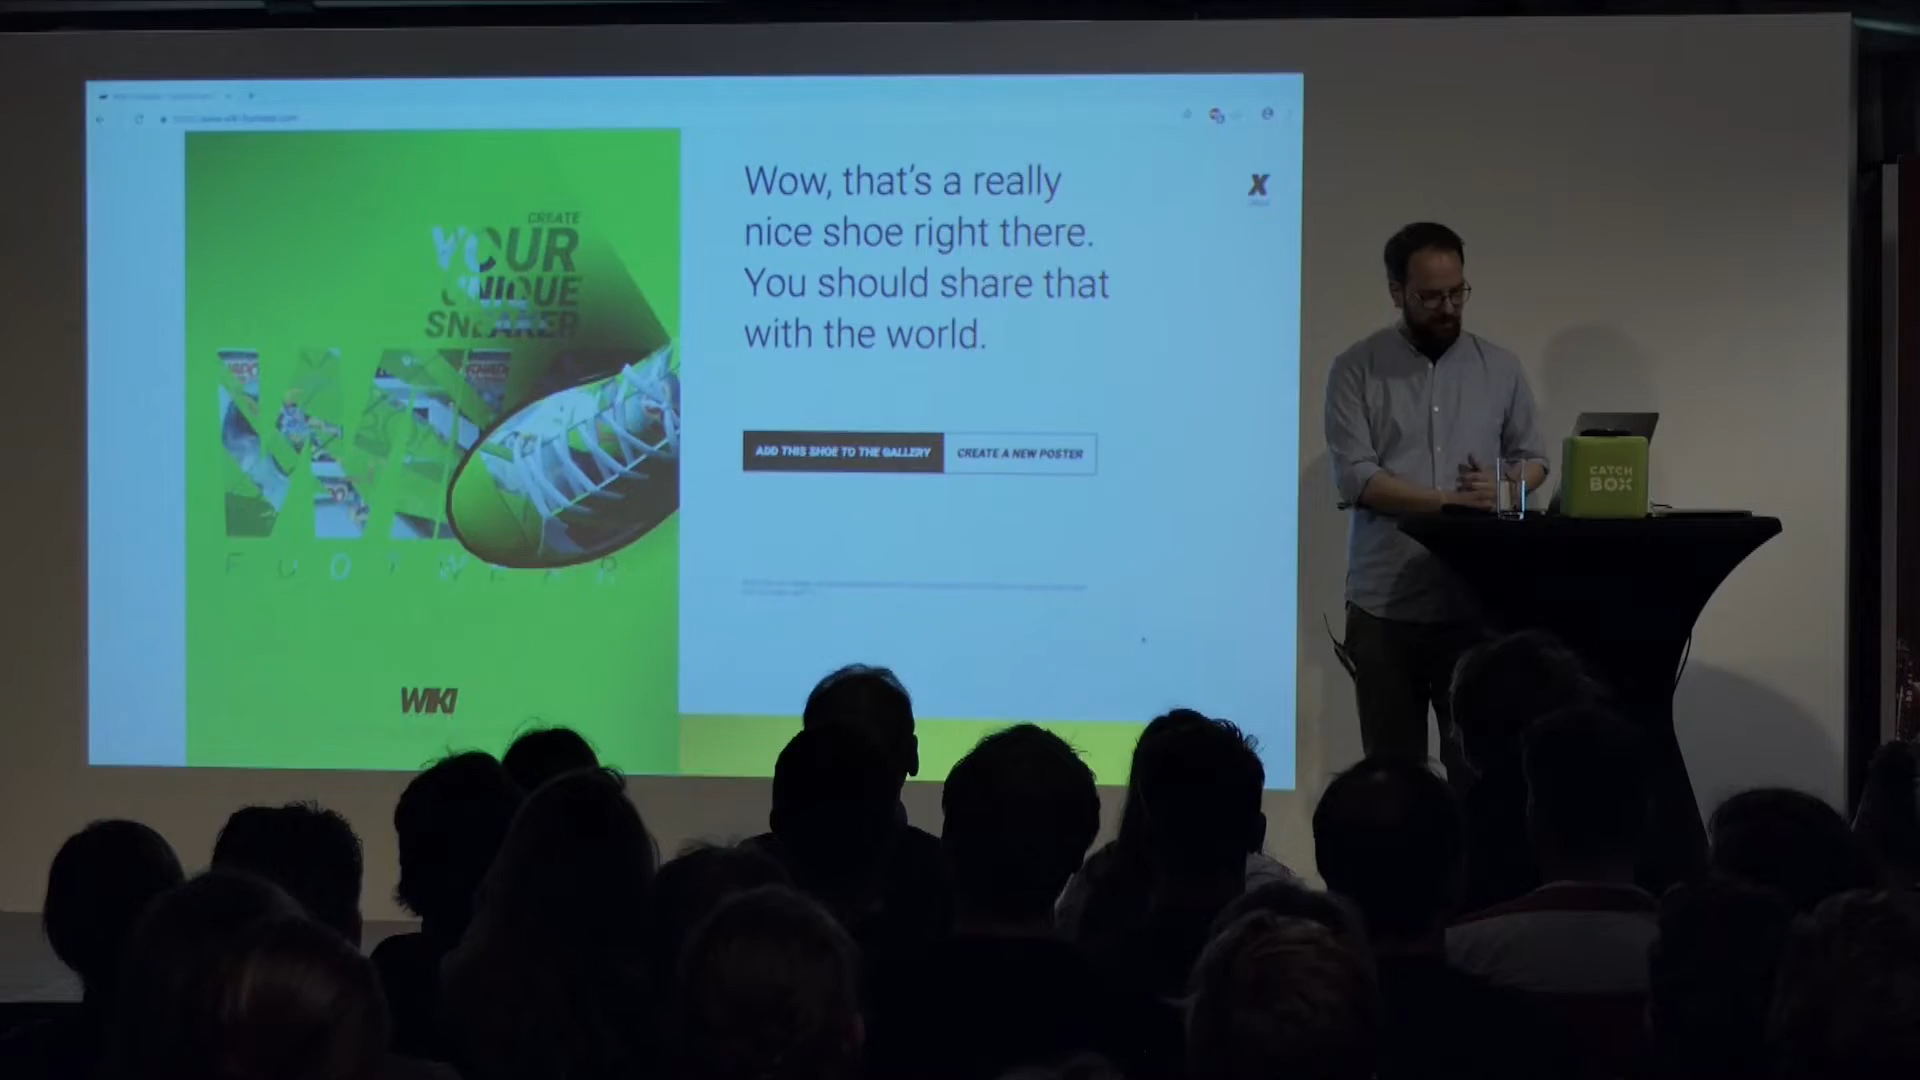 CREATE
YOUR
UNIQUE
SNEAKER
FOOTWEAR
WIKI
Wow, that's a really
nice shoe right there.
You should share that
with the world.
X
ADD THIS SHOE TO THE GALLERY
CREATE A NEW POSTER
CATCH
BOX